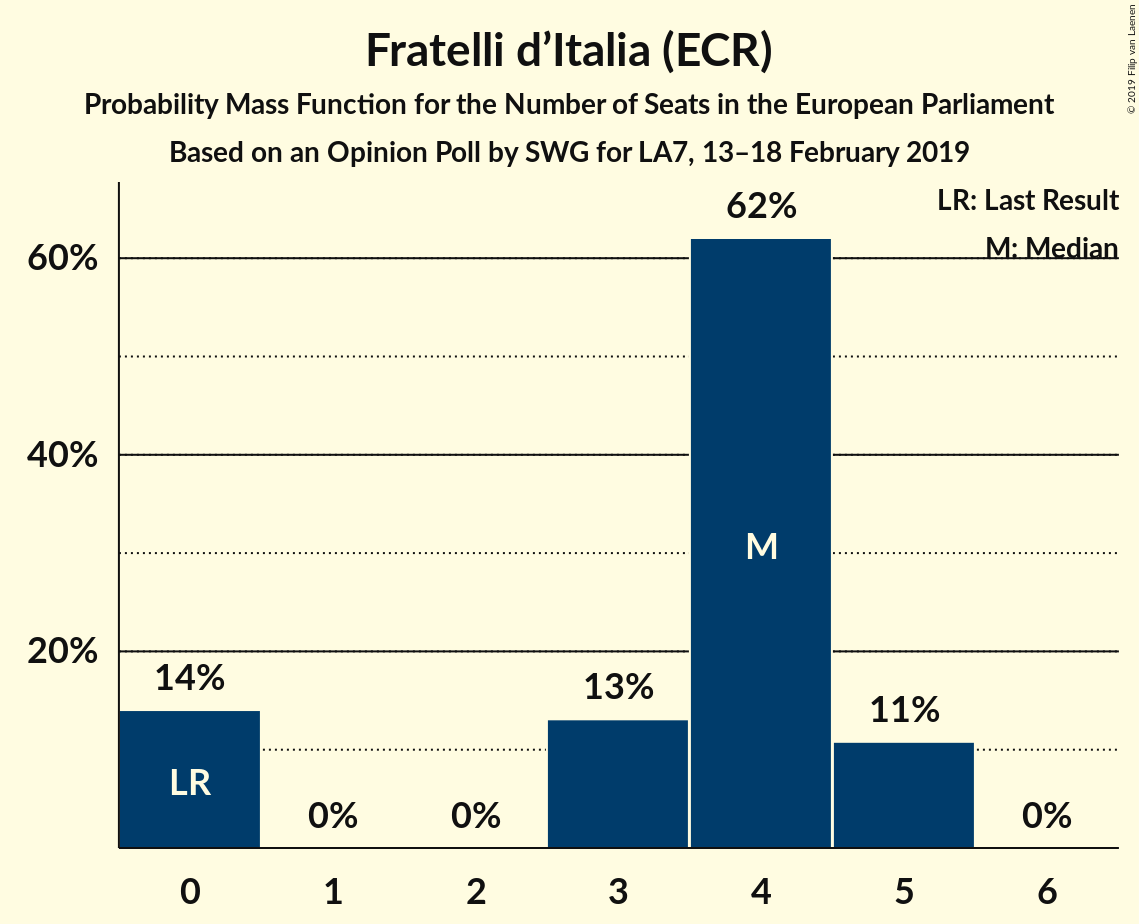 Fratelli d’Italia (ECR)
Probability Mass Function for the Number of Seats in the European Parliament
Based on an Opinion Poll by SWG for LA7, 13–18 February 2019
© 2019 Filip van Laenen
LR: Last Result
M: Median
60%
40%
20%
14%
0%
0%
13%
62%
11%
0%
LR
M
0 1 2 3 4 5 6